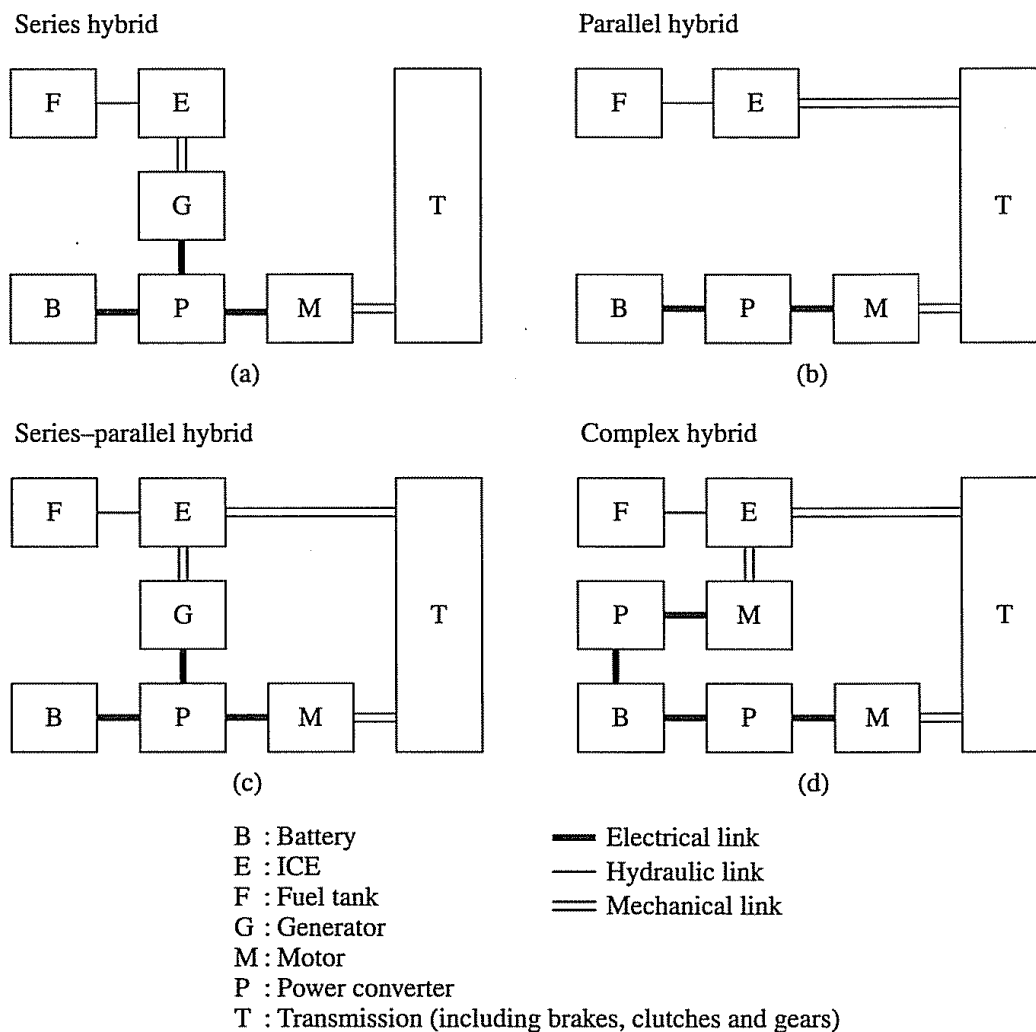 Series hybrid
Parallel hybrid
F E
F E
G
T
T
B P M
B P M
(a)
(b)
Series–parallel hybrid
Complex hybrid
F E
F E
G
T
P M
T
B P M
B P M
(c)
(d)
B : Battery
E : ICE
F : Fuel tank
G : Generator
M : Motor
P : Power converter
T : Transmission (including brakes, clutches and gears)
Electrical link
Hydraulic link
Mechanical link